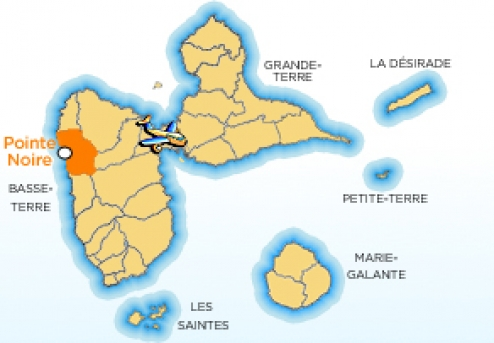 GRANDE-
TERRE
LA DÉSIRADE
Pointe
Noire
BASSE-
TERRE
PETITE-TERRE
MARIE-
GALANTE
LES
SAINTES